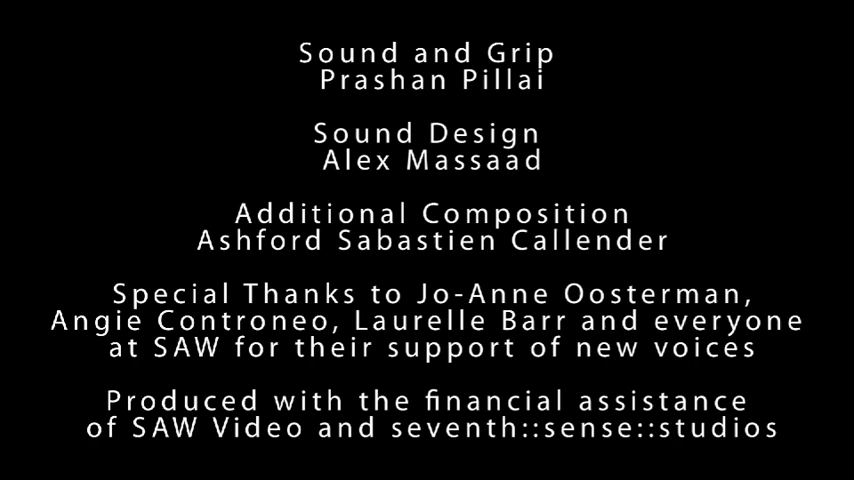 Sound and Grip
Prashan Pillai
Sound Design
Alex Massaad
Additional Composition
Ashford Sabastien Callender
Special Thanks to Jo-Anne Oosterman,
Angie Controneo, Laurelle Barr and everyone
at SAW for their support of new voices
Produced with the financial assistance
of SAW Video and seventh::sense::studios